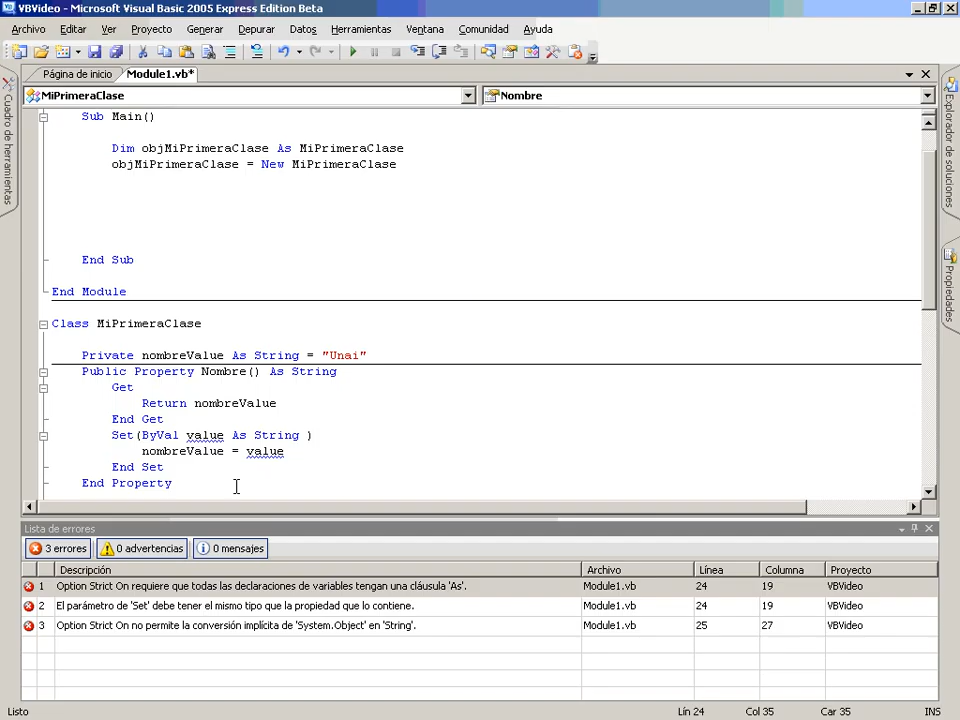 VBVideo - Microsoft Visual Basic 2005 Express Edition Beta
Archivo Editar Ver Proyecto Generar Depurar Datos Herramientas Ventana Comunidad Ayuda
Página de inicio Module1.vb*
MiPrimeraClase Nombre
Cuadro de herramientas
Explorador de soluciones
Propiedades
Sub Main()
Dim objMiPrimeraClase As MiPrimeraClase
objMiPrimeraClase = New MiPrimeraClase
End Sub
End Module
Class MiPrimeraClase
Private nombreValue As String = "Unai"
Public Property Nombre() As String
Get
Return nombreValue
End Get
Set(ByVal value As String )
nombreValue = value
End Set
End Property
Lista de errores
3 errores 0 advertencias 0 mensajes
Descripción Archivo Línea Columna Proyecto
1 Option Strict On requiere que todas las declaraciones de variables tengan una cláusula 'As'. Module1.vb 24 19 VBVideo
2 El parámetro de 'Set' debe tener el mismo tipo que la propiedad que lo contiene. Module1.vb 24 19 VBVideo
3 Option Strict On no permite la conversión implícita de 'System.Object' en 'String'. Module1.vb 25 27 VBVideo
Listo Lín 24 Col 35 Car 35 INS